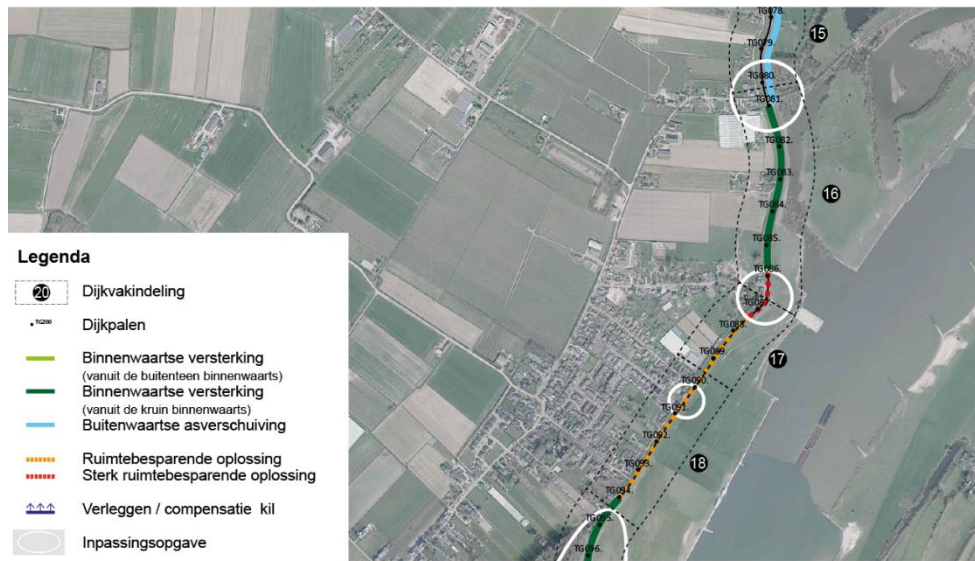 TG078.
15
TG079.
TG080.
TG081.
TG082.
TG083.
16
TG084.
TG085.
TG086.
TG087.
TG088.
17
TG089.
TG090.
TG091.
TG092.
18
TG093.
TG094.
TG095.
TG096.
Legenda
20 Dijkvakindeling
TG200 Dijkpalen
Binnenwaartse versterking
(vanuit de buitenteen binnenwaarts)
Binnenwaartse versterking
(vanuit de kruin binnenwaarts)
Buitenwaartse asverschuiving
Ruimtebesparende oplossing
Sterk ruimtebesparende oplossing
Verleggen / compensatie kil
Inpassingsopgave